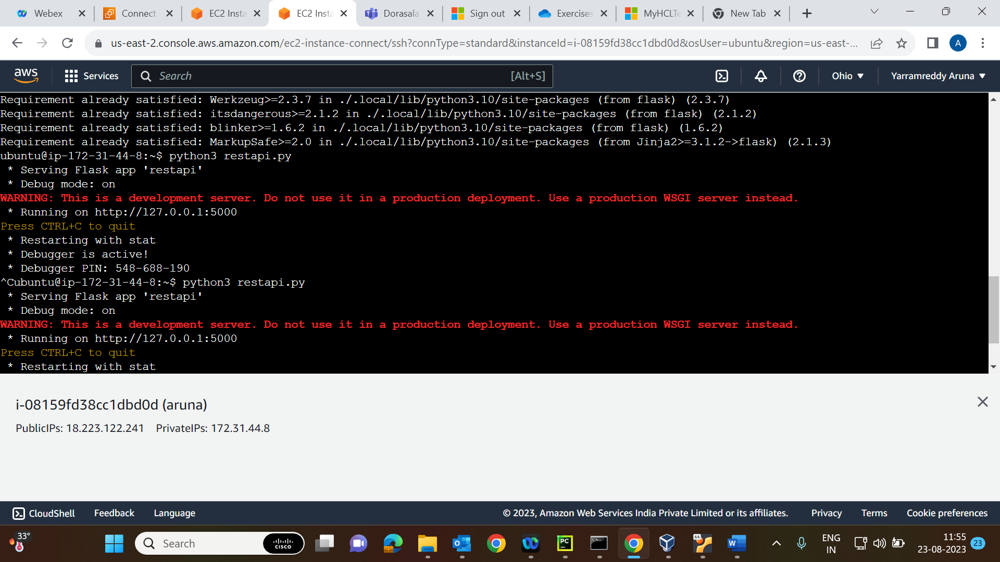 Webex
Connect
EC2 Insta
EC2 Insta
Dorasala
Sign out
Exercises
MyHCLTe
New Tab
us-east-2.console.aws.amazon.com/ec2-instance-connect/ssh?connType=standard&instanceId=i-08159fd38cc1dbd0d&osUser=ubuntu&region=us-east-...
A
aws
Services
Search
[Alt+S]
Ohio
Yarramreddy Aruna
Requirement already satisfied: Werkzeug>=2.3.7 in ./.local/lib/python3.10/site-packages (from flask) (2.3.7)
Requirement already satisfied: itsdangerous>=2.1.2 in ./.local/lib/python3.10/site-packages (from flask) (2.1.2)
Requirement already satisfied: blinker>=1.6.2 in ./.local/lib/python3.10/site-packages (from flask) (1.6.2)
Requirement already satisfied: MarkupSafe>=2.0 in ./.local/lib/python3.10/site-packages (from Jinja2>=3.1.2->flask) (2.1.3)
ubuntu@ip-172-31-44-8:~$ python3 restapi.py
* Serving Flask app 'restapi'
* Debug mode: on
WARNING: This is a development server. Do not use it in a production deployment. Use a production WSGI server instead.
* Running on http://127.0.0.1:5000
Press CTRL+C to quit
* Restarting with stat
* Debugger is active!
* Debugger PIN: 548-688-190
^Cubuntu@ip-172-31-44-8:~$ python3 restapi.py
* Serving Flask app 'restapi'
* Debug mode: on
WARNING: This is a development server. Do not use it in a production deployment. Use a production WSGI server instead.
* Running on http://127.0.0.1:5000
Press CTRL+C to quit
* Restarting with stat
i-08159fd38cc1dbd0d (aruna)
PublicIPs: 18.223.122.241 PrivateIPs: 172.31.44.8
CloudShell
Feedback
Language
© 2023, Amazon Web Services India Private Limited or its affiliates.
Privacy
Terms
Cookie preferences
33°
Search
CISCO
PC
64
ENG
IN
11:55
23-08-2023
23